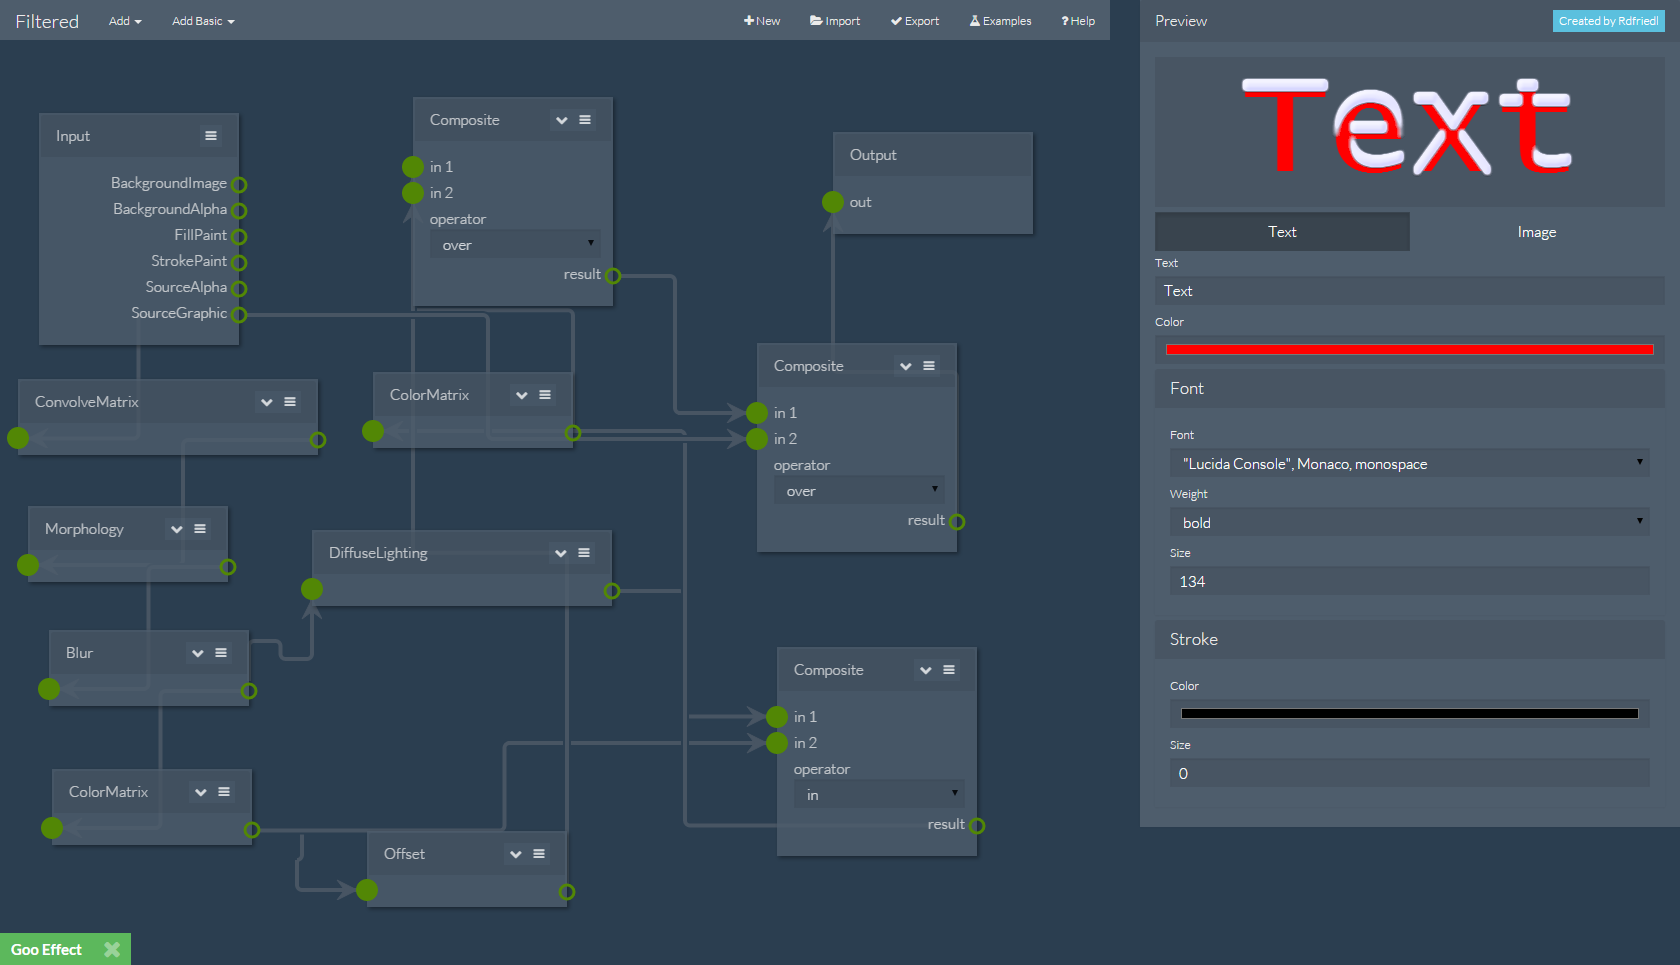 Filtered
Add
Add Basic
New
Import
Export
Examples
? Help
Input
BackgroundImage
BackgroundAlpha
FillPaint
StrokePaint
SourceAlpha
SourceGraphic
Composite
in 1
in 2
operator
over
result
Output
out
ConvolveMatrix
ColorMatrix
Composite
in 1
in 2
operator
over
result
Morphology
DiffuseLighting
Blur
Composite
in 1
in 2
operator
in
result
ColorMatrix
Offset
Goo Effect
Preview
Created by Rdfriedl
Text
Text
Image
Text
Text
Color
Font
Font
"Lucida Console", Monaco, monospace
Weight
bold
Size
134
Stroke
Color
Size
0